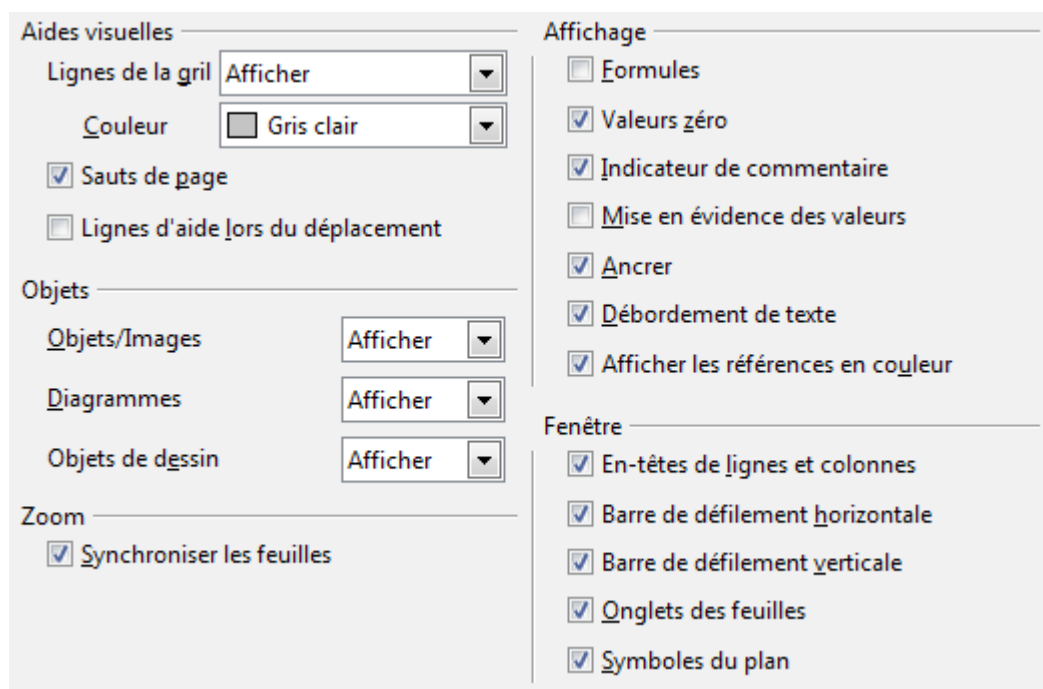 Aides visuelles
Lignes de la gril Afficher
Couleur Gris clair
Sauts de page
Lignes d'aide lors du déplacement
Objets
Objets/Images Afficher
Diagrammes Afficher
Objets de dessin Afficher
Zoom
Synchroniser les feuilles
Affichage
Formules
Valeurs zéro
Indicateur de commentaire
Mise en évidence des valeurs
Ancrer
Débordement de texte
Afficher les références en couleur
Fenêtre
En-têtes de lignes et colonnes
Barre de défilement horizontale
Barre de défilement verticale
Onglets des feuilles
Symboles du plan